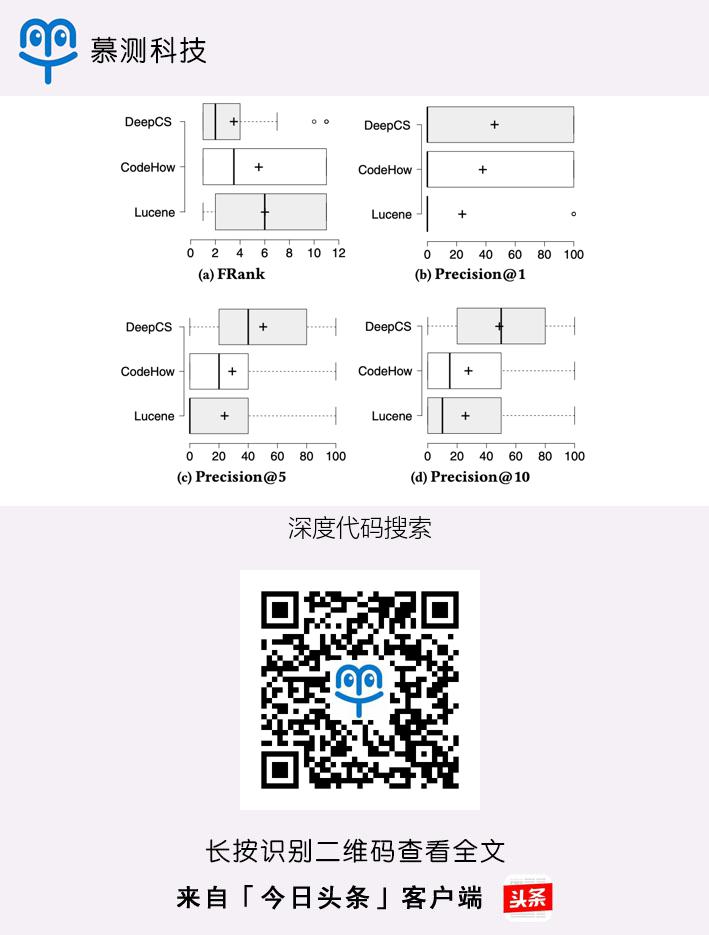 慕测科技
DeepCS
CodeHow
Lucene
0 2 4 6 8 10 12
(a) FRank
DeepCS
CodeHow
Lucene
0 20 40 60 80 100
(b) Precision@1
DeepCS
CodeHow
Lucene
0 20 40 60 80 100
(c) Precision@5
DeepCS
CodeHow
Lucene
0 20 40 60 80 100
(d) Precision@10
深度代码搜索
长按识别二维码查看全文
来自「今日头条」客户端
头条